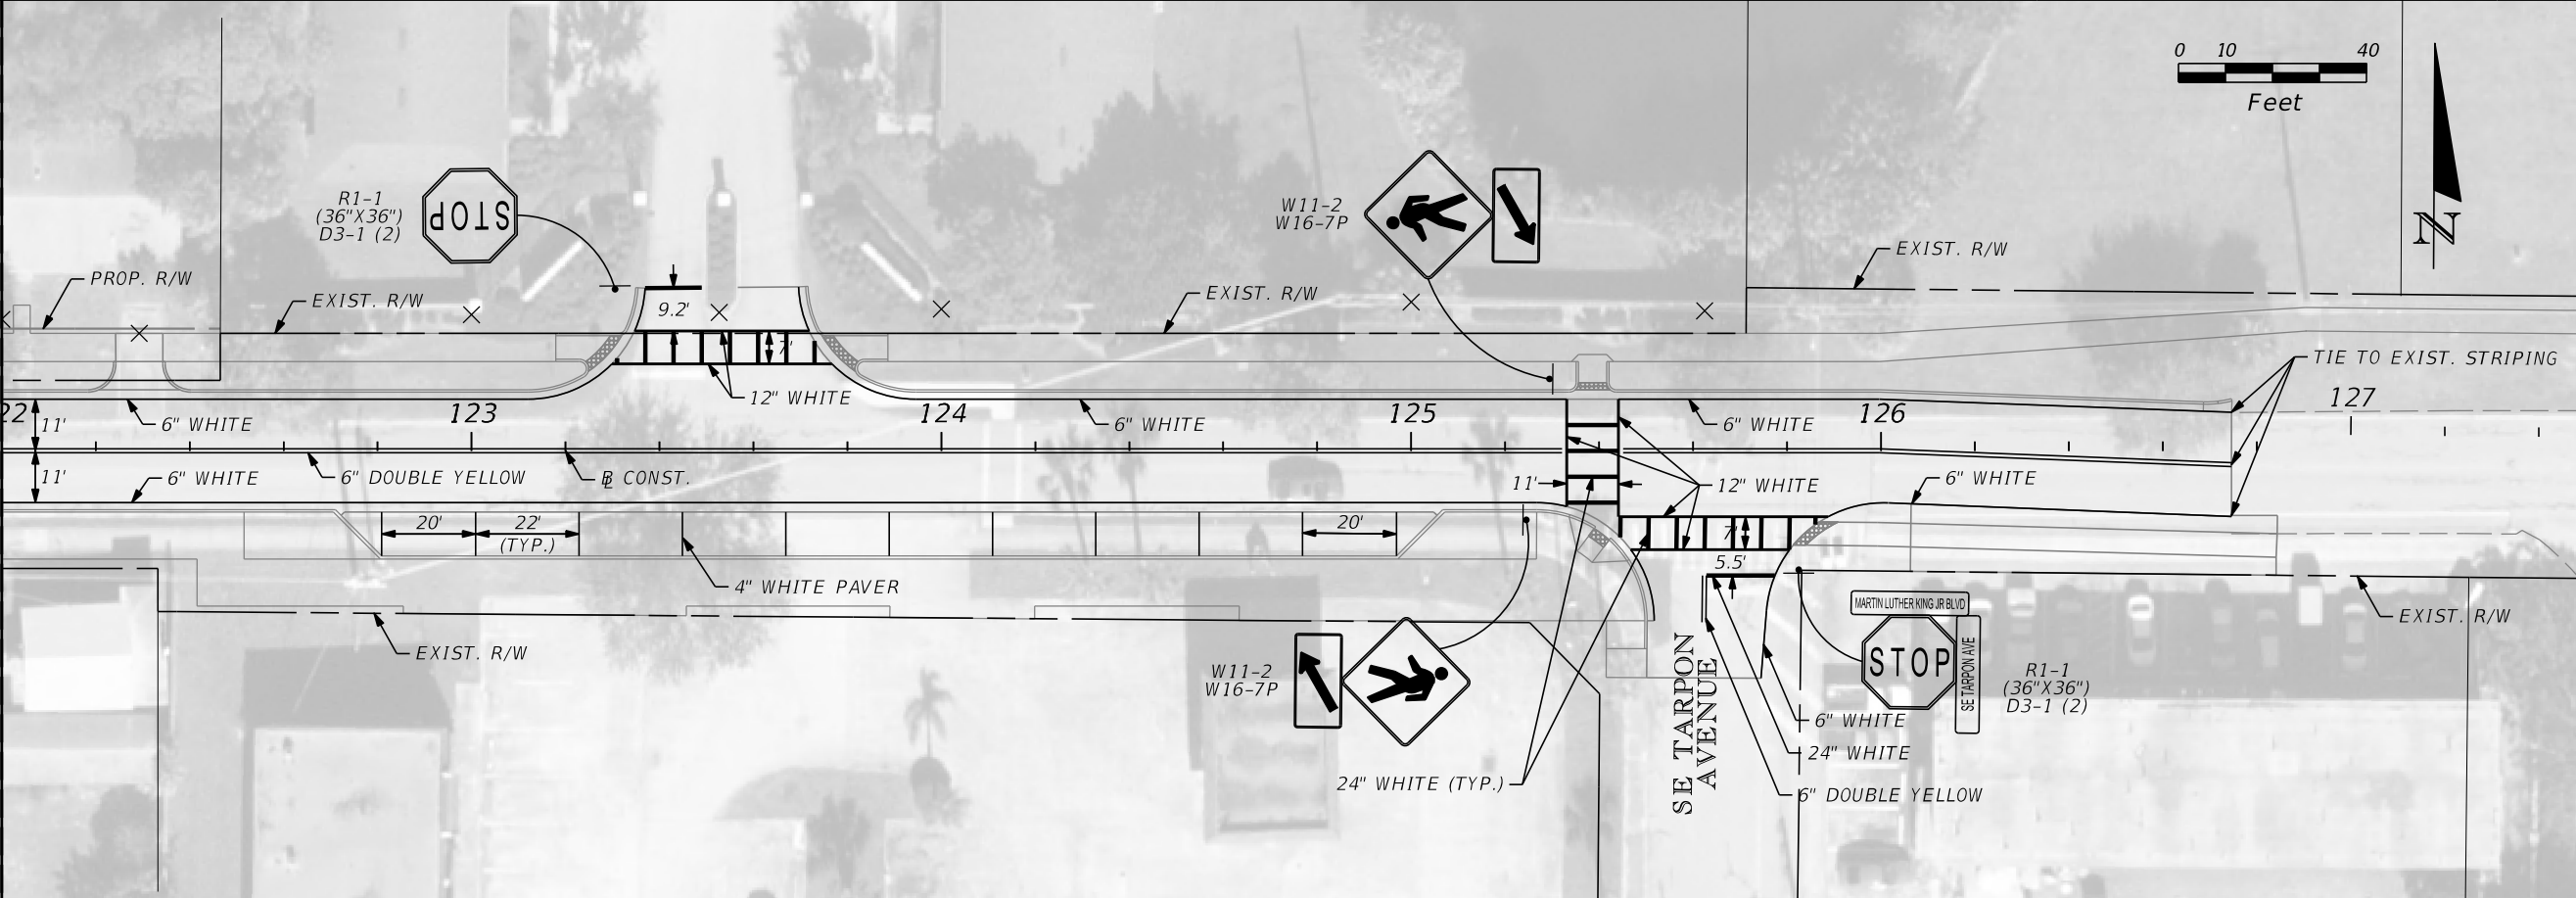 0 10 40
Feet
N
R1-1
(36"X36")
D3-1 (2)
STOP
W11-2
W16-7P
PROP. R/W
EXIST. R/W
9.2'
7'
EXIST. R/W
EXIST. R/W
12" WHITE
TIE TO EXIST. STRIPING
22
123
124
125
126
127
11'
6" WHITE
6" WHITE
6" WHITE
11'
6" WHITE
6" DOUBLE YELLOW
BL CONST.
11'
12" WHITE
6" WHITE
20'
22'
(TYP.)
20'
7'
5.5'
4" WHITE PAVER
EXIST. R/W
EXIST. R/W
W11-2
W16-7P
24" WHITE (TYP.)
SE TARPON
AVENUE
MARTIN LUTHER KING JR BLVD
STOP
SE TARPON AVE
R1-1
(36"X36")
D3-1 (2)
6" WHITE
24" WHITE
6" DOUBLE YELLOW